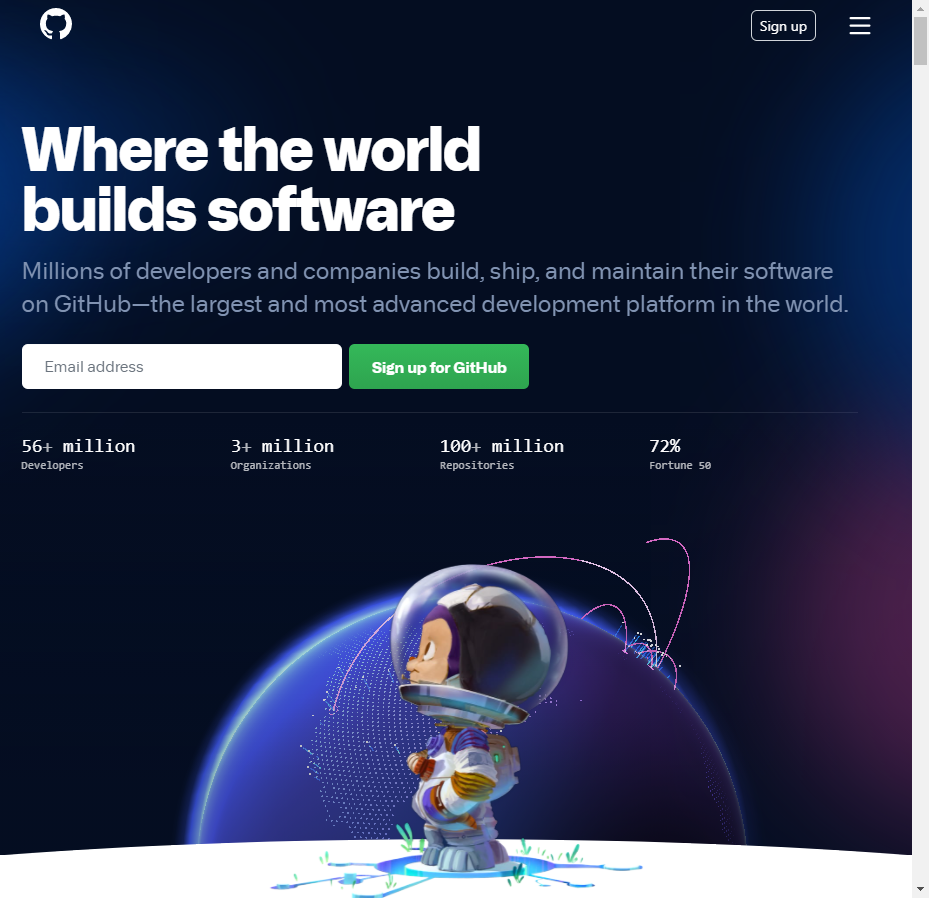 Sign up
Where the world
builds software
Millions of developers and companies build, ship, and maintain their software
on GitHub—the largest and most advanced development platform in the world.
Email address
Sign up for GitHub
56+ million
Developers
3+ million
Organizations
100+ million
Repositories
72%
Fortune 50